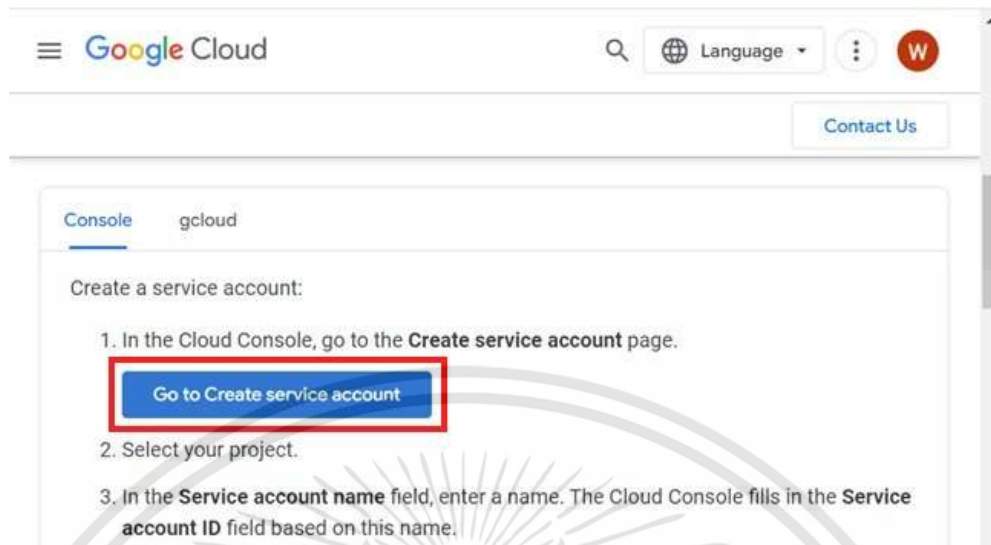 Google Cloud
Language
W
Contact Us
Console gcloud
Create a service account:
1. In the Cloud Console, go to the Create service account page.
Go to Create service account
2. Select your project.
3. In the Service account name field, enter a name. The Cloud Console fills in the Service
account ID field based on this name.